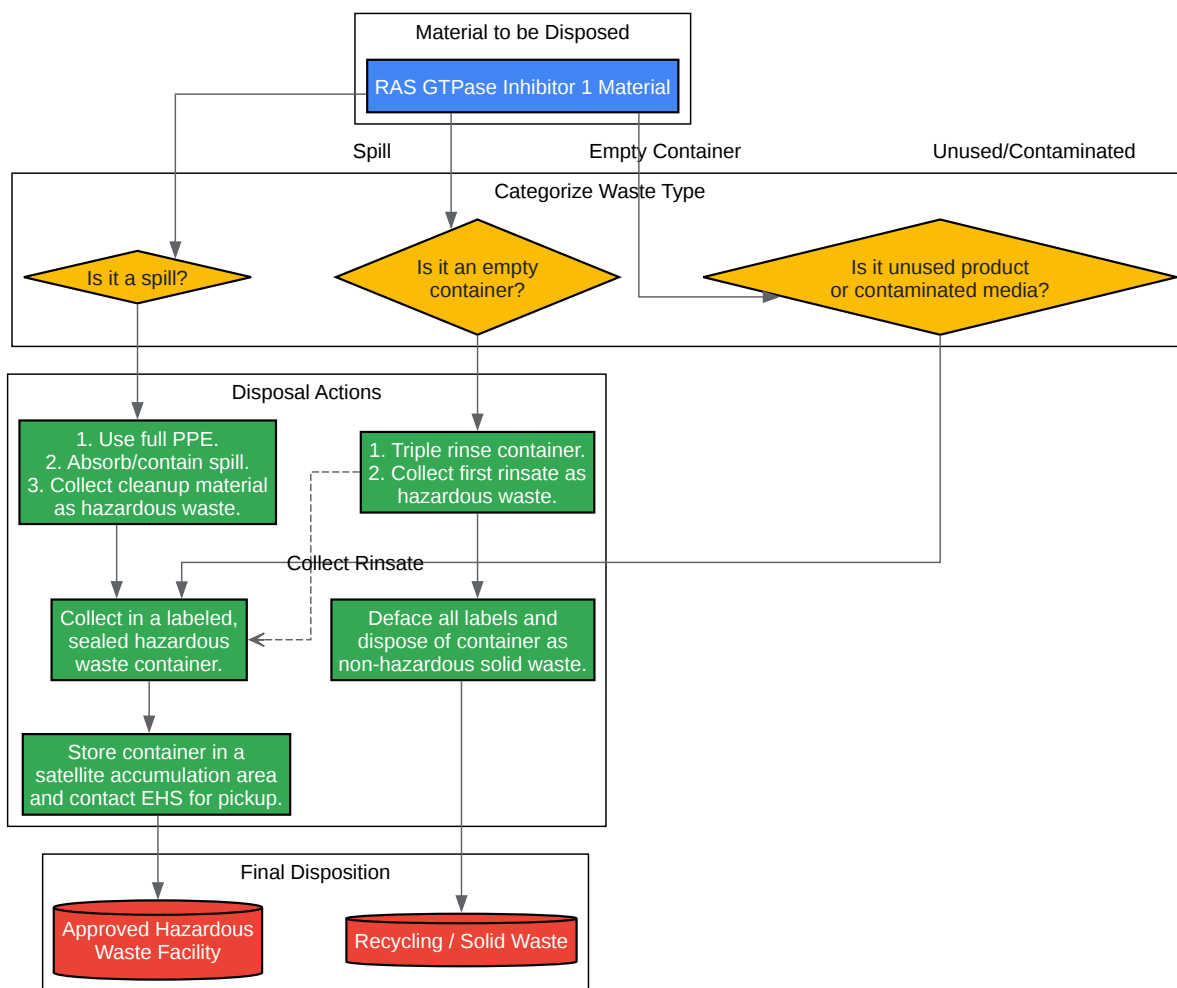 Material to be Disposed
RAS GTPase Inhibitor 1 Material
Spill
Empty Container
Unused/Contaminated
Categorize Waste Type
Is it a spill?
Is it an empty
container?
Is it unused product
or contaminated media?
Disposal Actions
1. Use full PPE.
2. Absorb/contain spill.
3. Collect cleanup material
as hazardous waste.
1. Triple rinse container.
2. Collect first rinsate as
hazardous waste.
Collect Rinsate
Collect in a labeled,
sealed hazardous
waste container.
Deface all labels and
dispose of container as
non-hazardous solid waste.
Store container in a
satellite accumulation area
and contact EHS for pickup.
Final Disposition
Approved Hazardous
Waste Facility
Recycling / Solid Waste